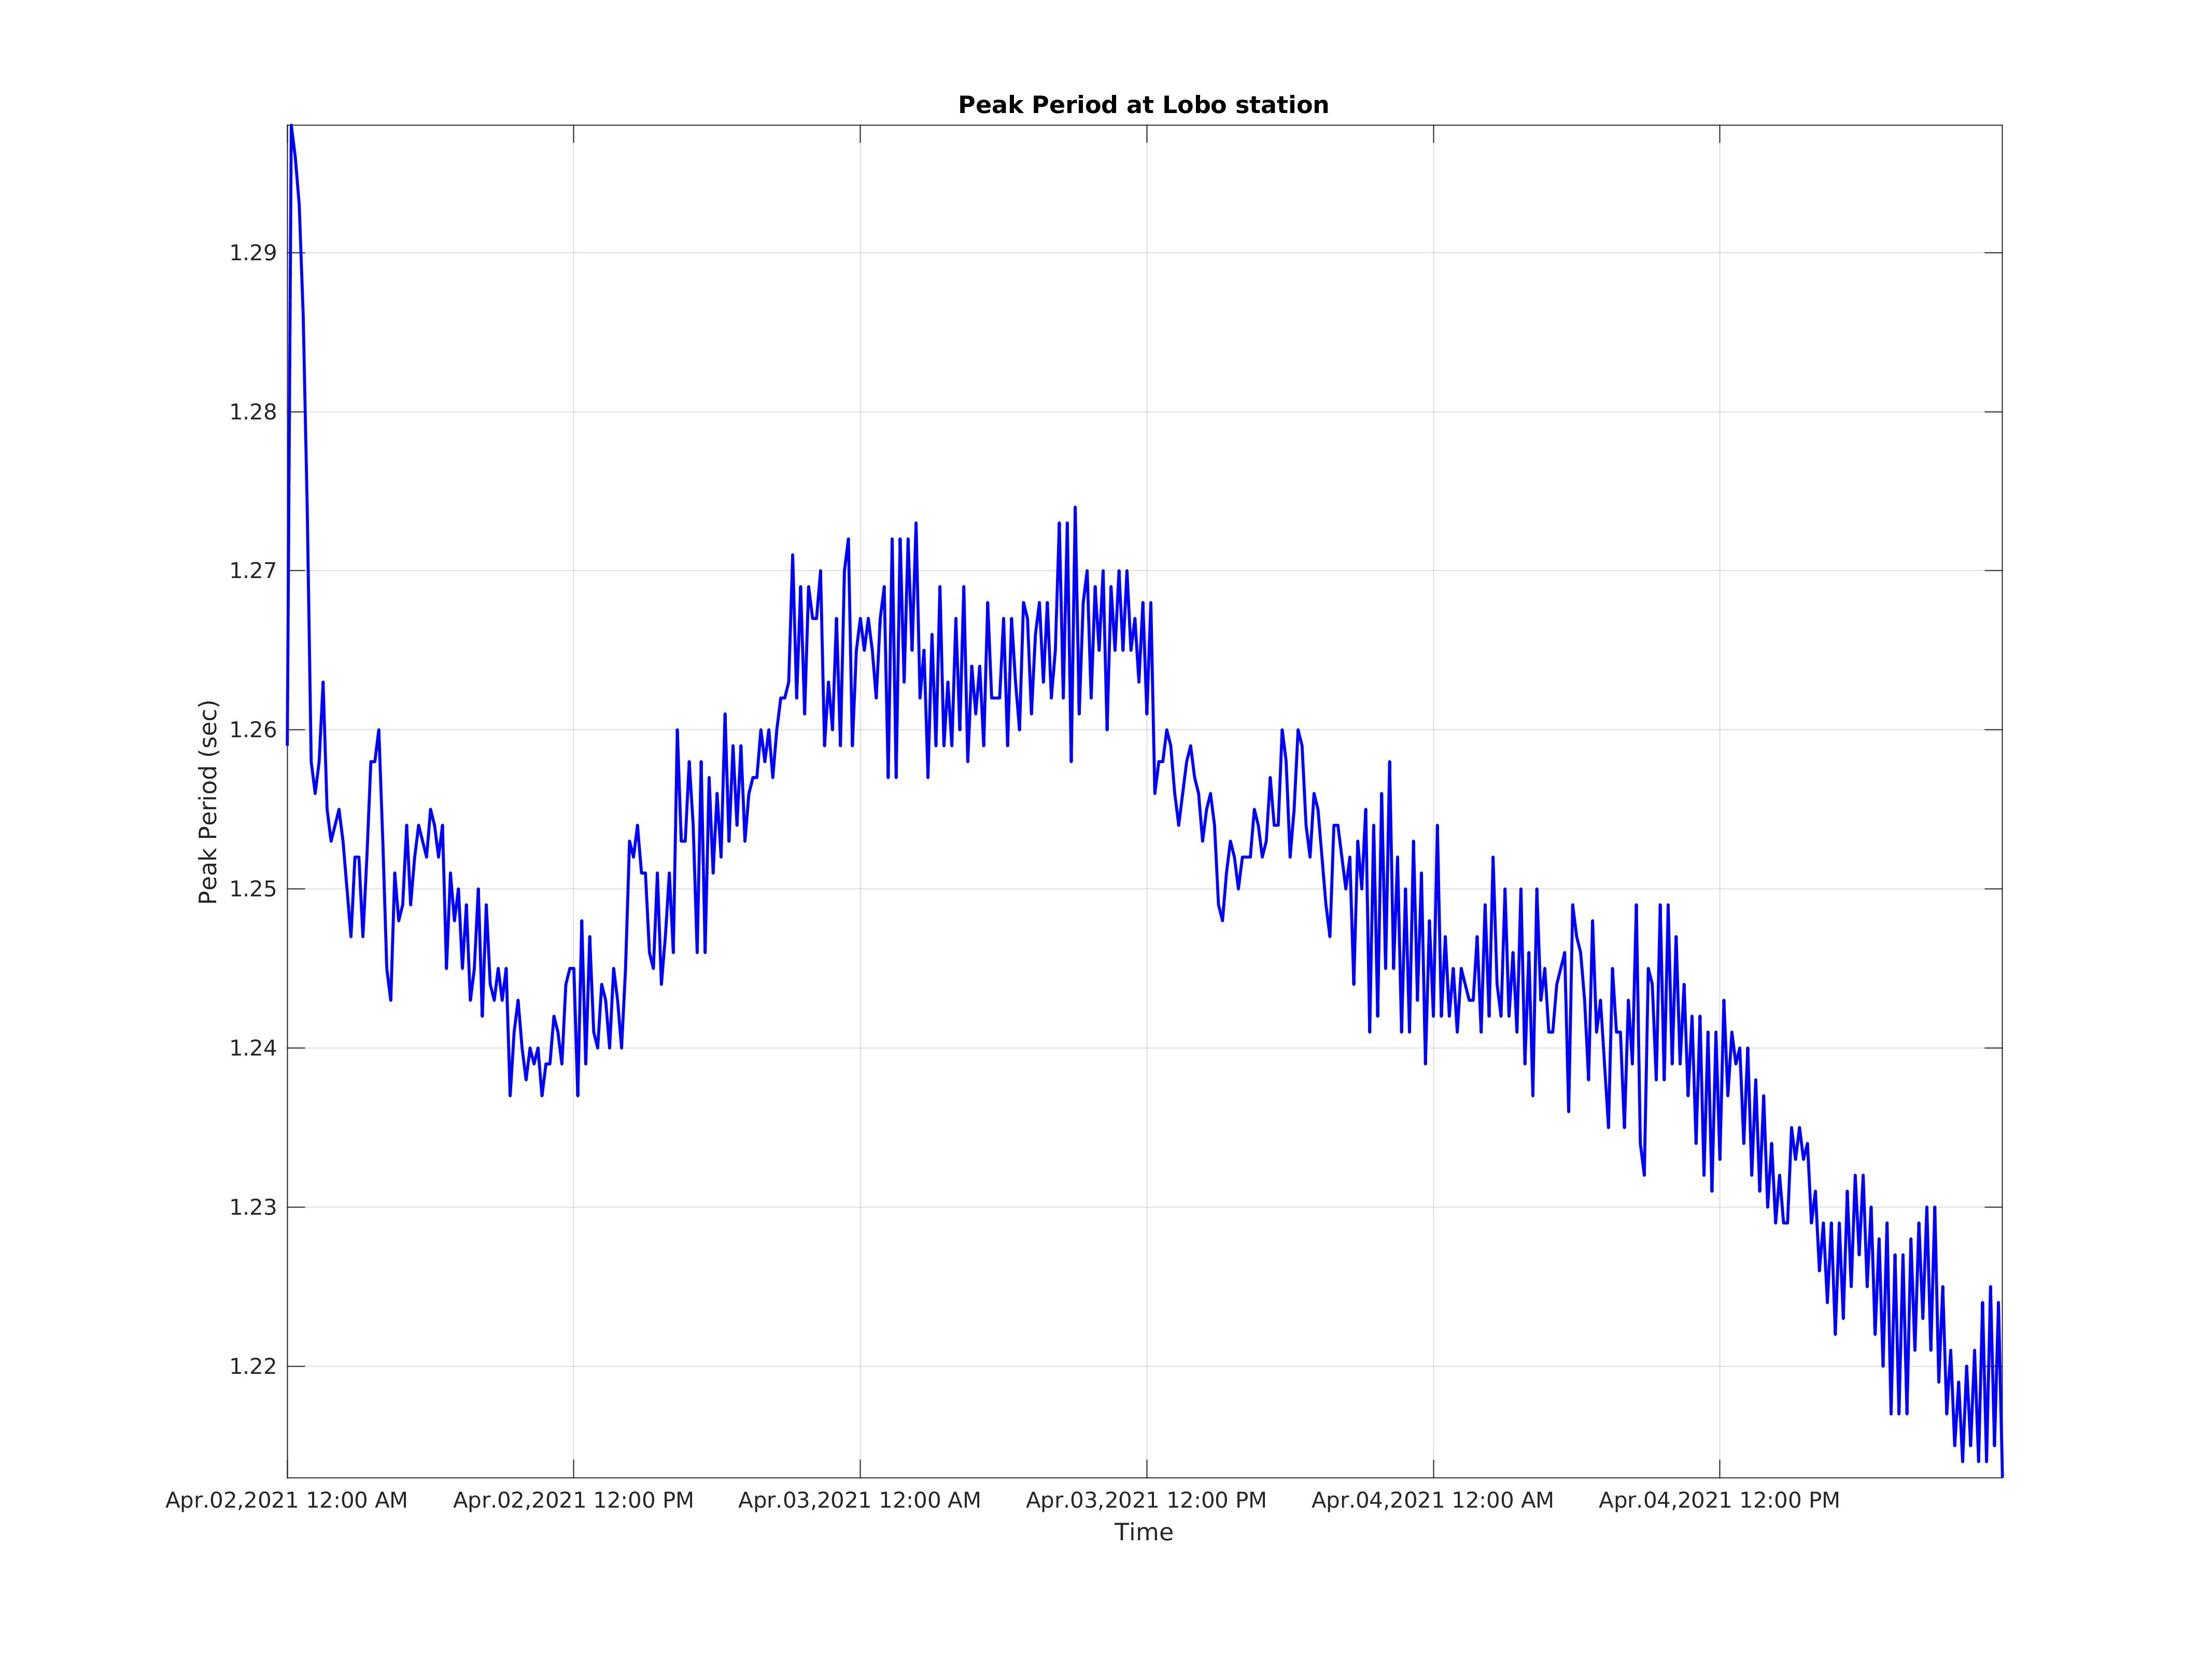 Peak Period at Lobo station
1.29
1.28
1.27
1.26
1.25
1.24
1.23
1.22
Peak Period (sec)
Apr.02,2021 12:00 AM Apr.02,2021 12:00 PM Apr.03,2021 12:00 AM Apr.03,2021 12:00 PM Apr.04,2021 12:00 AM Apr.04,2021 12:00 PM
Time